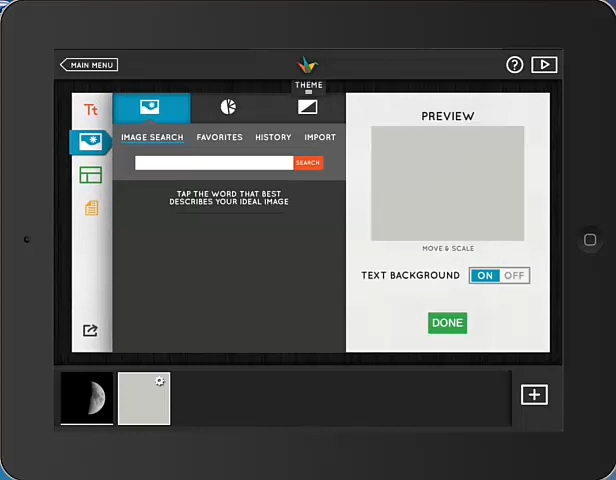 MAIN MENU
THEME
Tt
IMAGE SEARCH FAVORITES HISTORY IMPORT
SEARCH
TAP THE WORD THAT BEST
DESCRIBES YOUR IDEAL IMAGE
PREVIEW
MOVE & SCALE
TEXT BACKGROUND ON OFF
DONE